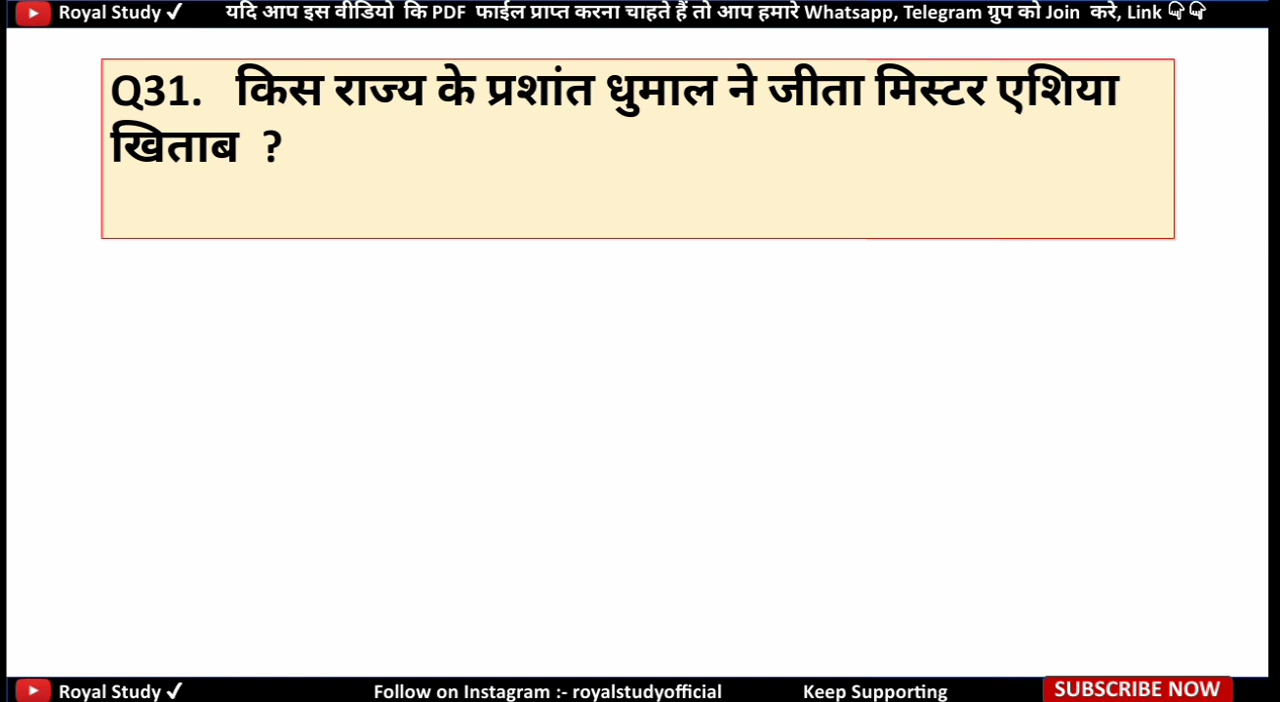 Royal Study ✓ यदि आप इस वीडियो कि PDF फाईल प्राप्त करना चाहते हैं तो आप हमारे Whatsapp, Telegram ग्रुप को Join करे, Link 👇👇
Q31. किस राज्य के प्रशांत धुमाल ने जीता मिस्टर एशिया
खिताब ?
Royal Study ✓ Follow on Instagram :- royalstudyofficial Keep Supporting SUBSCRIBE NOW